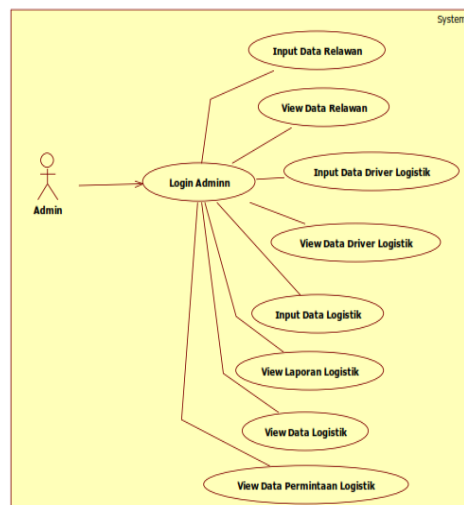 System
Input Data Relawan
View Data Relawan
Input Data Driver Logistik
Login Adminn
Admin
View Data Driver Logistik
Input Data Logistik
View Laporan Logistik
View Data Logistik
View Data Permintaan Logistik